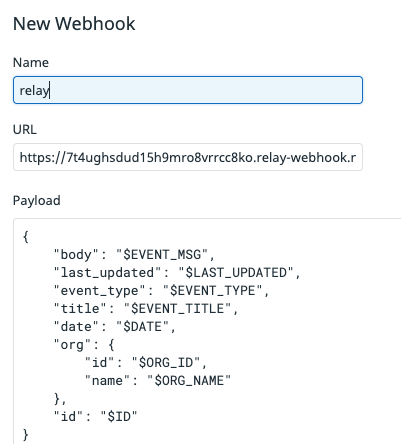 New Webhook
Name
relay
URL
https://7t4ughsdud15h9mro8vrrcc8ko.relay-webhook.r
Payload
{
    "body": "$EVENT_MSG",
    "last_updated": "$LAST_UPDATED",
    "event_type": "$EVENT_TYPE",
    "title": "$EVENT_TITLE",
    "date": "$DATE",
    "org": {
        "id": "$ORG_ID",
        "name": "$ORG_NAME"
    },
    "id": "$ID"
}